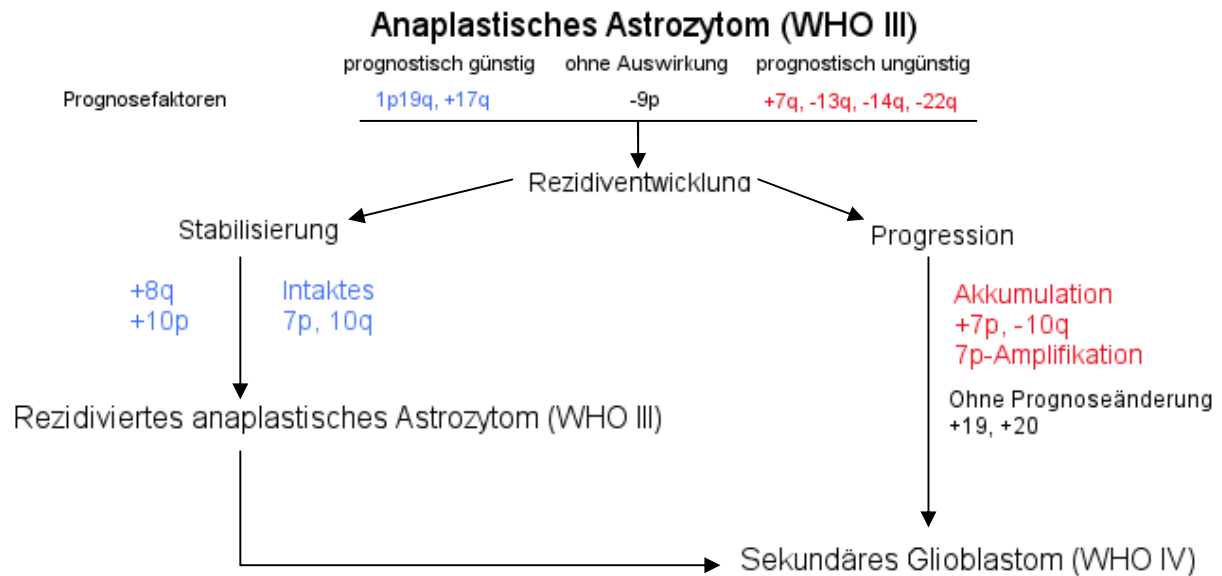 Anaplastisches Astrozytom (WHO III)
prognostisch günstig ohne Auswirkung prognostisch ungünstig
Prognosefaktoren 1p19q, +17q -9p +7q, -13q, -14q, -22q
Rezidiventwicklung
Stabilisierung
Progression
+8q
+10p
Intaktes
7p, 10q
Akkumulation
+7p, -10q
7p-Amplifikation
Ohne Prognoseänderung
+19, +20
Rezidiviertes anaplastisches Astrozytom (WHO III)
Sekundäres Glioblastom (WHO IV)